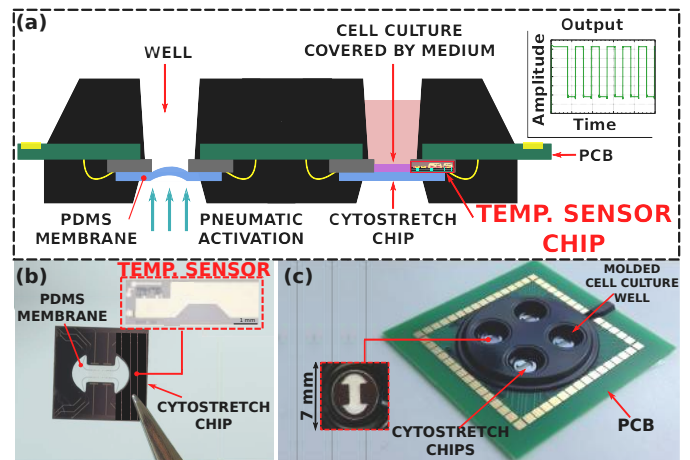 (a)
WELL
CELL CULTURE
COVERED BY MEDIUM
Output
Amplitude
Time
PCB
PDMS
MEMBRANE
PNEUMATIC
ACTIVATION
CYTOSTRETCH
CHIP
TEMP. SENSOR
CHIP
(b)
TEMP. SENSOR
PDMS
MEMBRANE
1 mm
CYTOSTRETCH
CHIP
(c)
MOLDED
CELL CULTURE
WELL
7 mm
CYTOSTRETCH
CHIPS
PCB